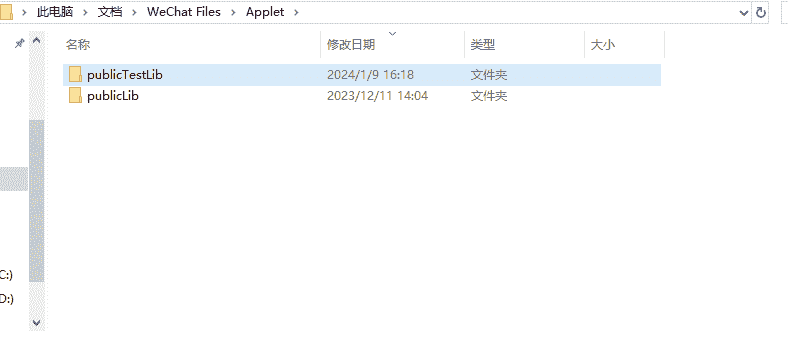 此电脑 > 文档 > WeChat Files > Applet >
名称 修改日期 类型 大小
publicTestLib 2024/1/9 16:18 文件夹
publicLib 2023/12/11 14:04 文件夹
C:)
D:)